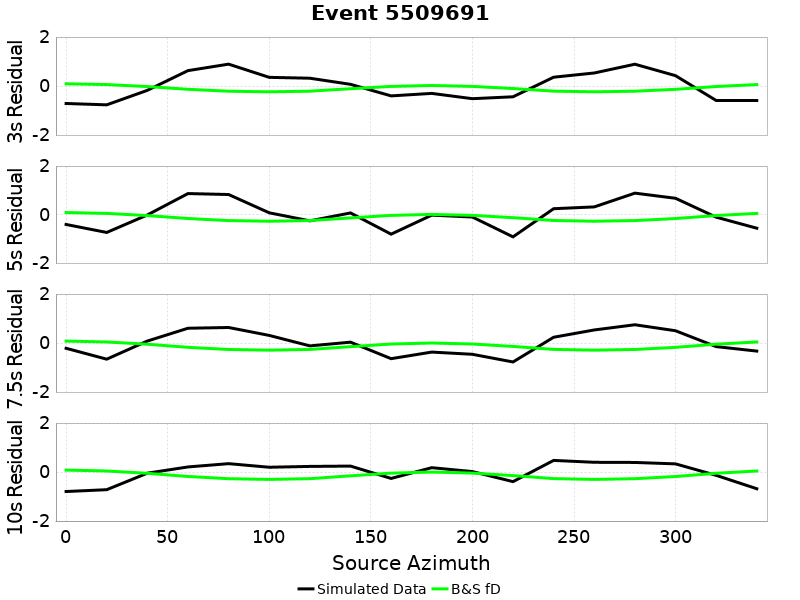 Event 5509691
3s Residual
2
0
-2
5s Residual
2
0
-2
7.5s Residual
2
0
-2
10s Residual
2
0
-2
0 50 100 150 200 250 300
Source Azimuth
Simulated Data B&S fD